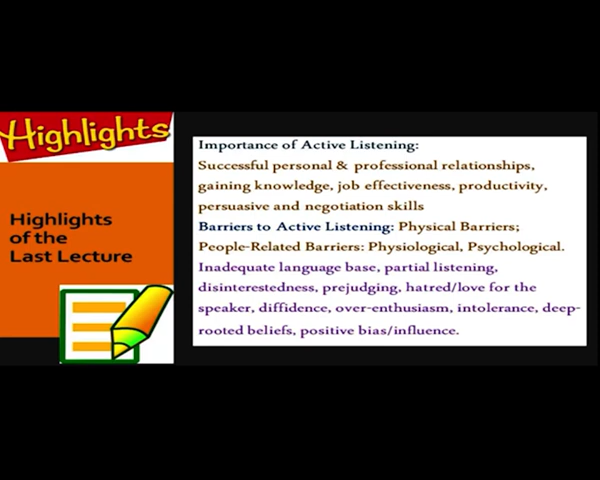 Highlights
Highlights
of the
Last Lecture
Importance of Active Listening:
Successful personal & professional relationships,
gaining knowledge, job effectiveness, productivity,
persuasive and negotiation skills
Barriers to Active Listening: Physical Barriers;
People-Related Barriers: Physiological, Psychological.
Inadequate language base, partial listening,
disinterestedness, prejudging, hatred/love for the
speaker, diffidence, over-enthusiasm, intolerance, deep-
rooted beliefs, positive bias/influence.